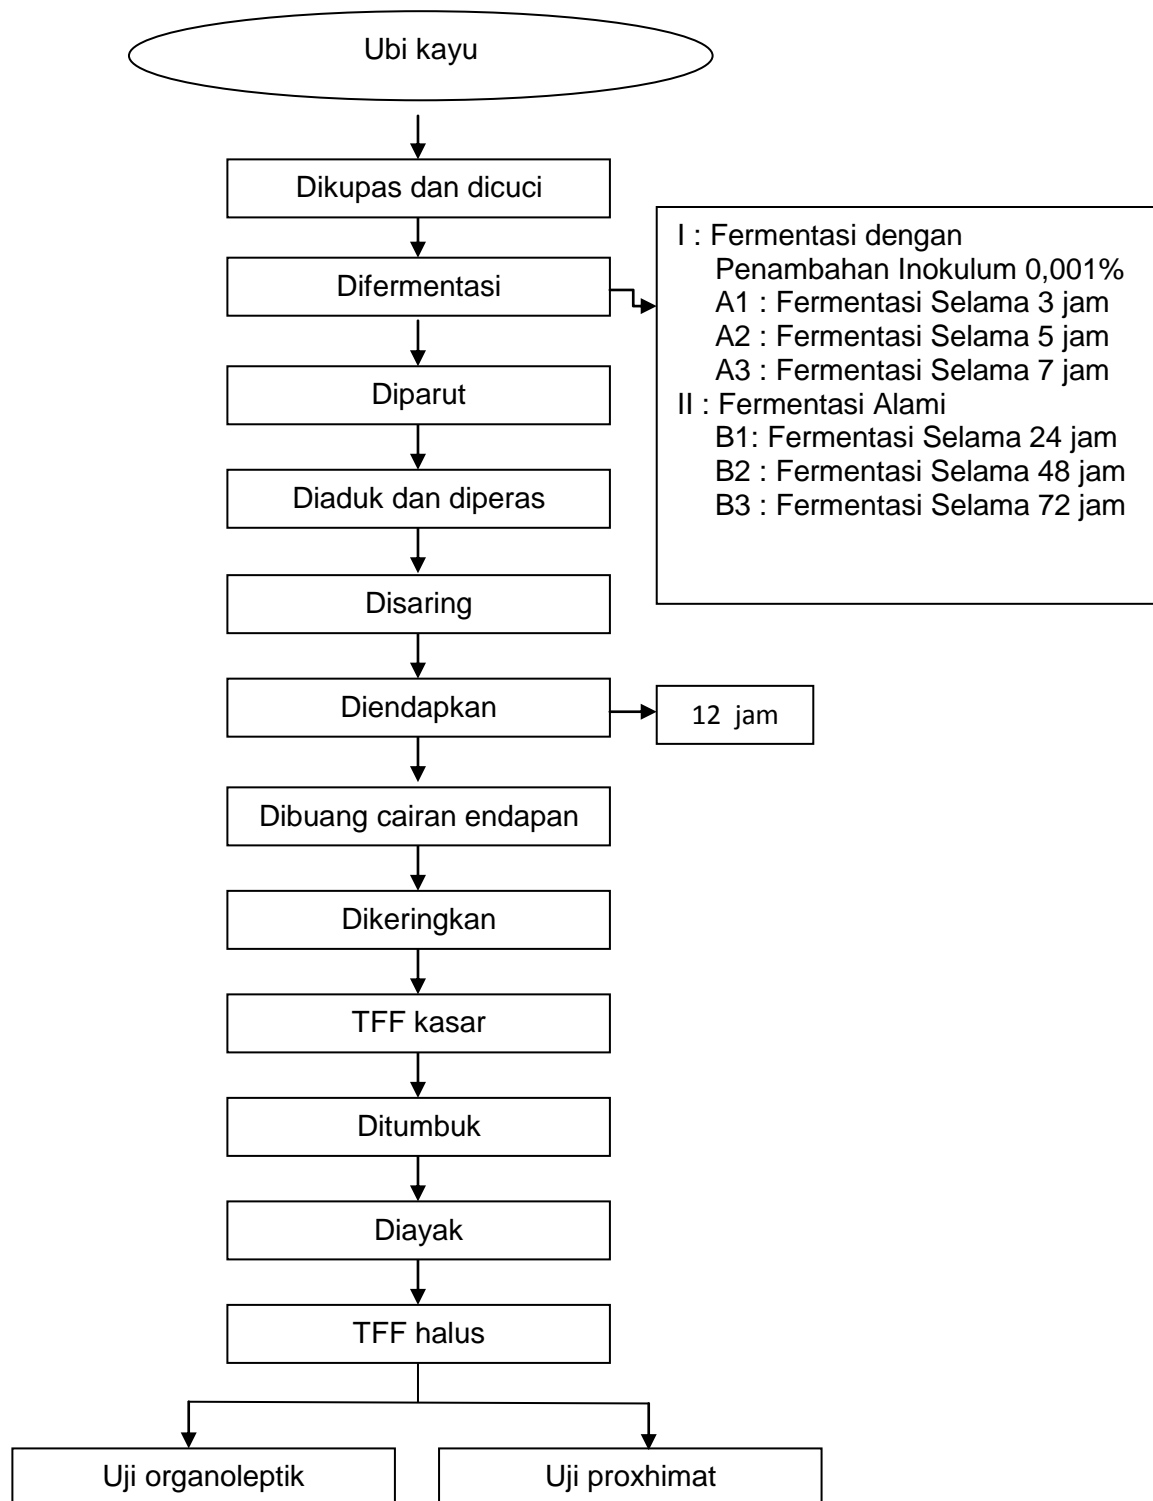 Ubi kayu
Dikupas dan dicuci
Difermentasi
I : Fermentasi dengan
Penambahan Inokulum 0,001%
A1 : Fermentasi Selama 3 jam
A2 : Fermentasi Selama 5 jam
A3 : Fermentasi Selama 7 jam
II : Fermentasi Alami
B1: Fermentasi Selama 24 jam
B2 : Fermentasi Selama 48 jam
B3 : Fermentasi Selama 72 jam
Diparut
Diaduk dan diperas
Disaring
Diendapkan
12 jam
Dibuang cairan endapan
Dikeringkan
TFF kasar
Ditumbuk
Diayak
TFF halus
Uji organoleptik
Uji proxhimat